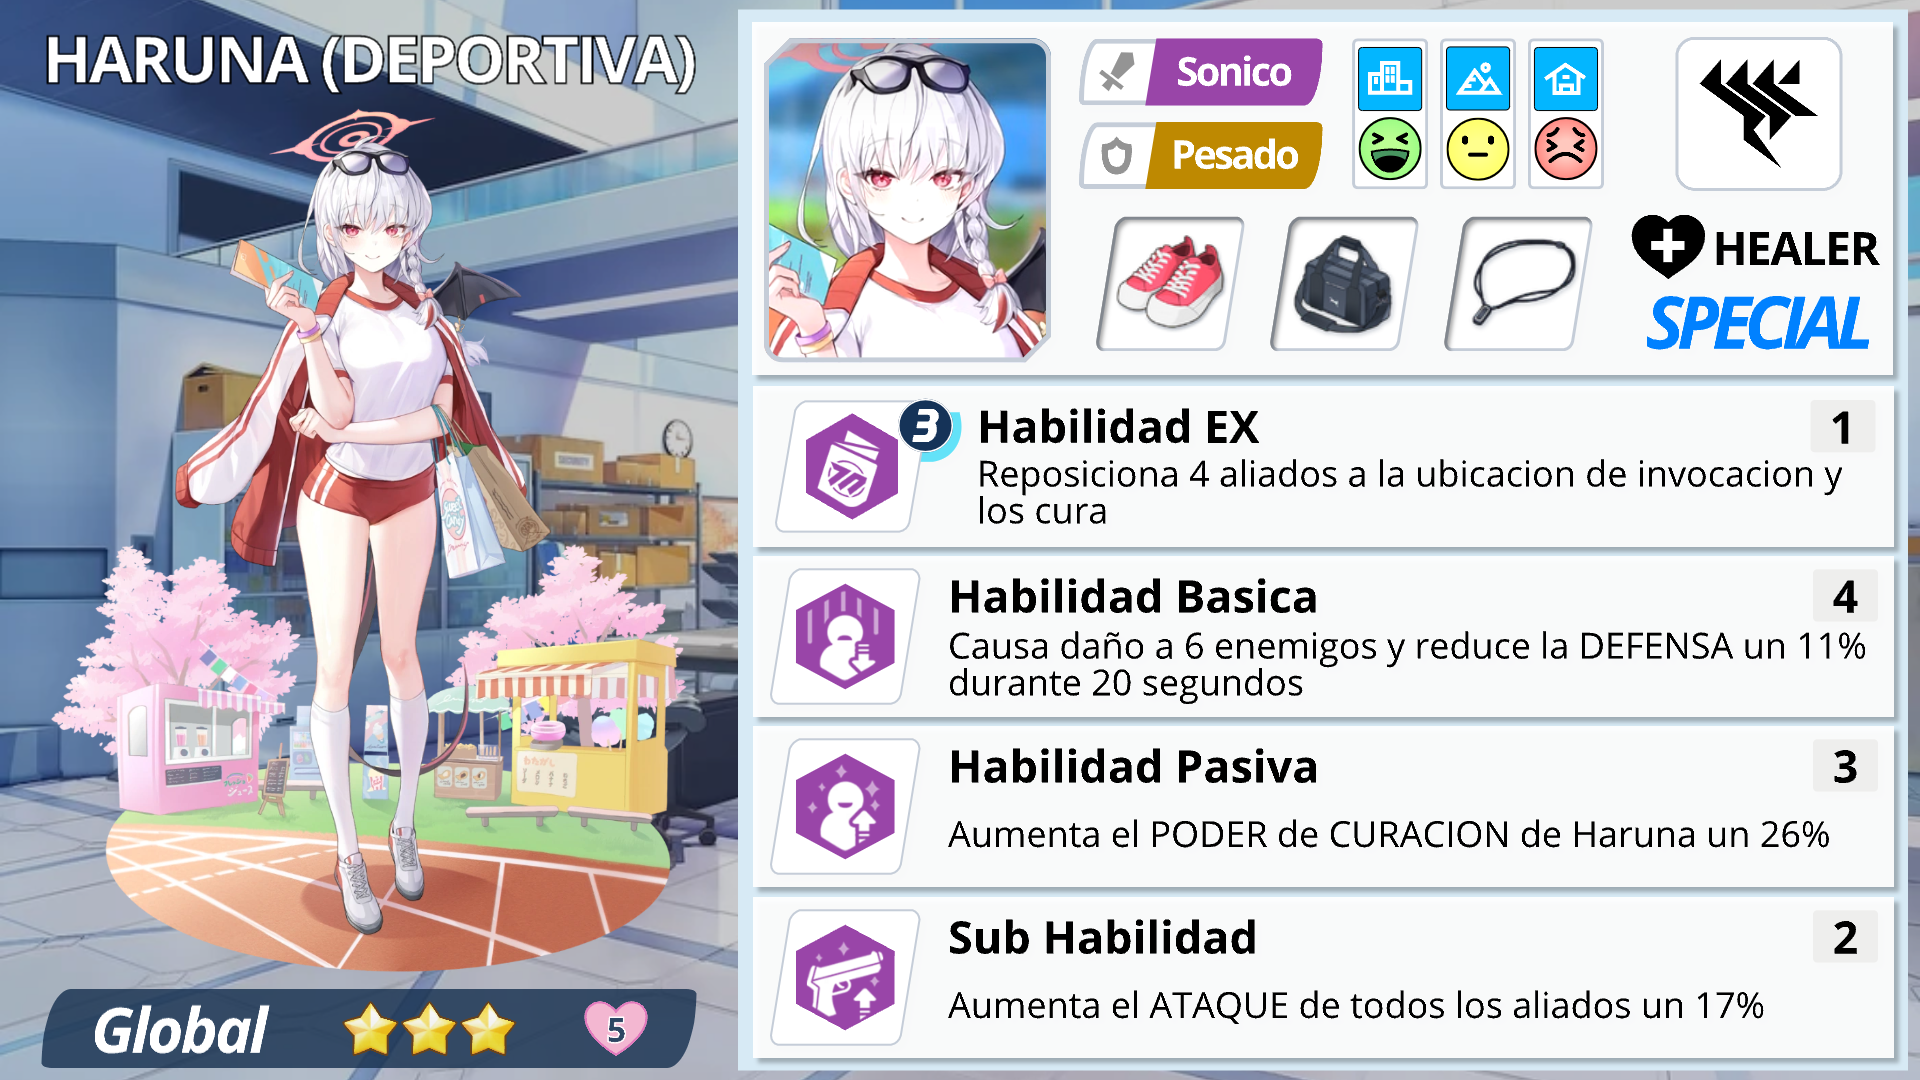 HARUNA (DEPORTIVA)
Sonico
Pesado
HEALER
SPECIAL
3
Habilidad EX
1
Reposiciona 4 aliados a la ubicacion de invocacion y
los cura
Habilidad Basica
4
Causa daño a 6 enemigos y reduce la DEFENSA un 11%
durante 20 segundos
Habilidad Pasiva
3
Aumenta el PODER de CURACION de Haruna un 26%
Sub Habilidad
2
Aumenta el ATAQUE de todos los aliados un 17%
Global
5